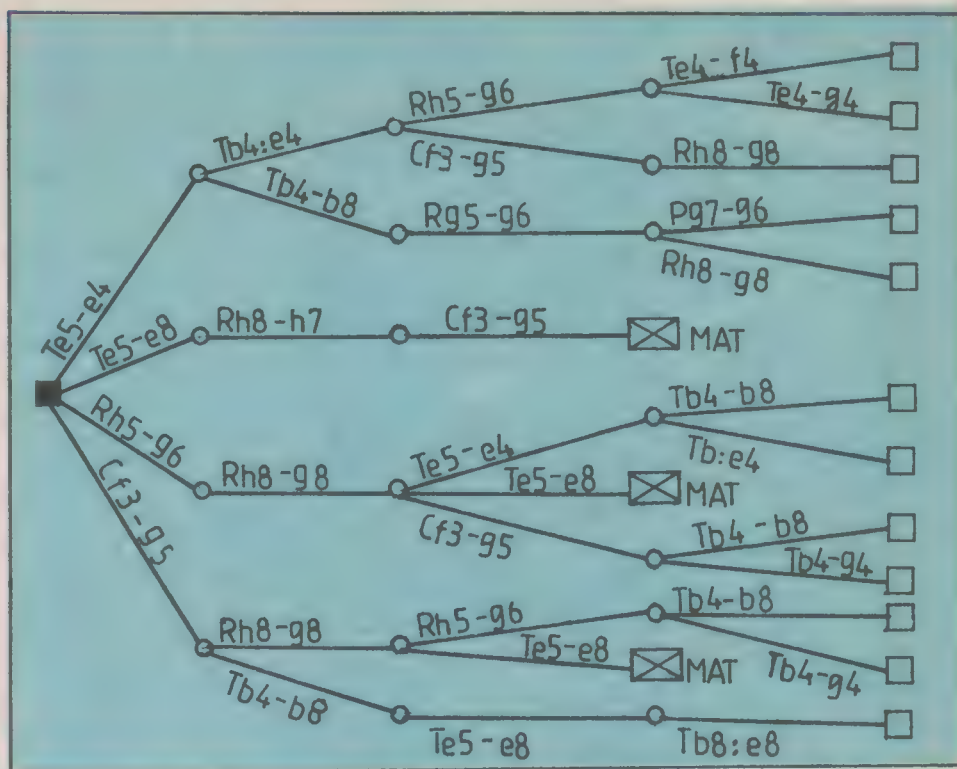 Te4-f4
Rh5-g6
Te4-g4
Tb4:e4
Cf3-g5
Rh8-g8
Tb4-b8
Rg5-g6
Pg7-g6
Rh8-g8
Te5-e4
Te5-e8
Rh8-h7
Cf3-g5
MAT
Rh5-g6
Tb4-b8
Te5-e4
Tb:e4
Rh8-g8
Te5-e8
MAT
Cf3-g5
Cf3-g5
Tb4-b8
Tb4-g4
Rh8-g8
Rh5-g6
Tb4-b8
Te5-e8
MAT
Tb4-g4
Tb4-b8
Te5-e8
Tb8:e8